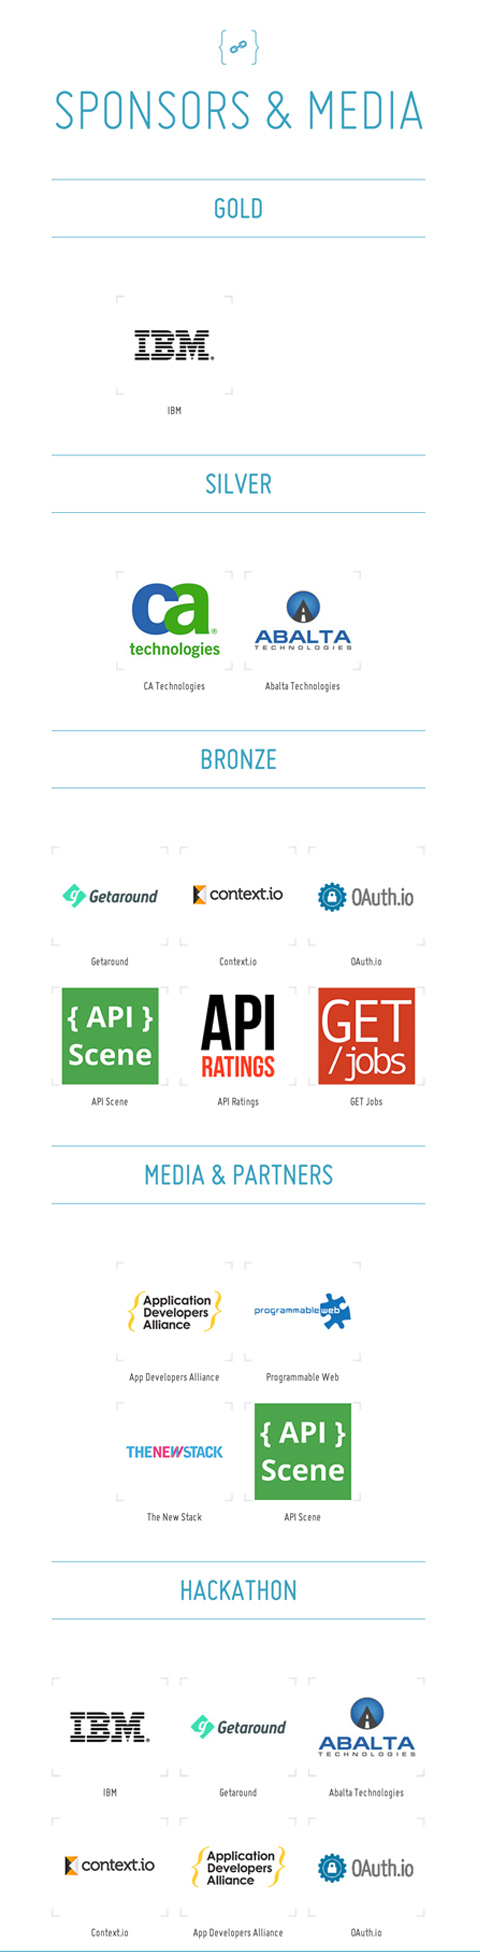 SPONSORS & MEDIA
GOLD
IBM®
IBM
SILVER
ca®
technologies
ABALTA
TECHNOLOGIES
CA Technologies
Abalta Technologies
BRONZE
g Getaround
context.io
OAuth.io
Getaround
Context.io
OAuth.io
{ API }
Scene
API
RATINGS
GET
/jobs
API Scene
API Ratings
GET Jobs
MEDIA & PARTNERS
Application
Developers
Alliance
programmableweb
App Developers Alliance
Programmable Web
THENEWSTACK
{ API }
Scene
The New Stack
API Scene
HACKATHON
IBM®
g Getaround
ABALTA
TECHNOLOGIES
IBM
Getaround
Abalta Technologies
context.io
Application
Developers
Alliance
OAuth.io
Context.io
App Developers Alliance
OAuth.io